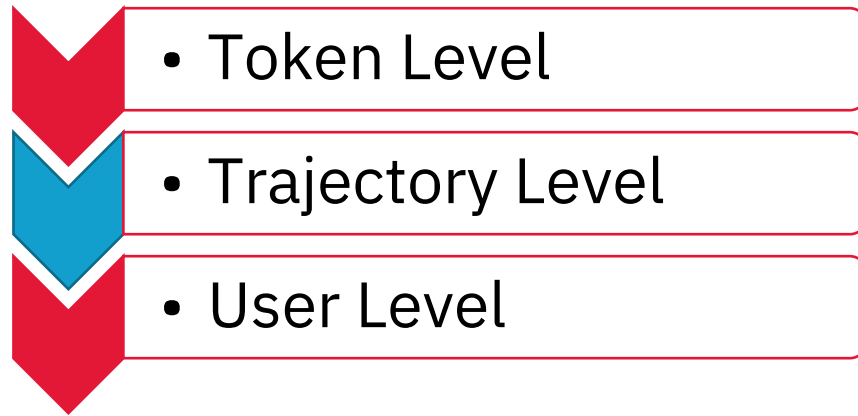 • Token Level
• Trajectory Level
• User Level